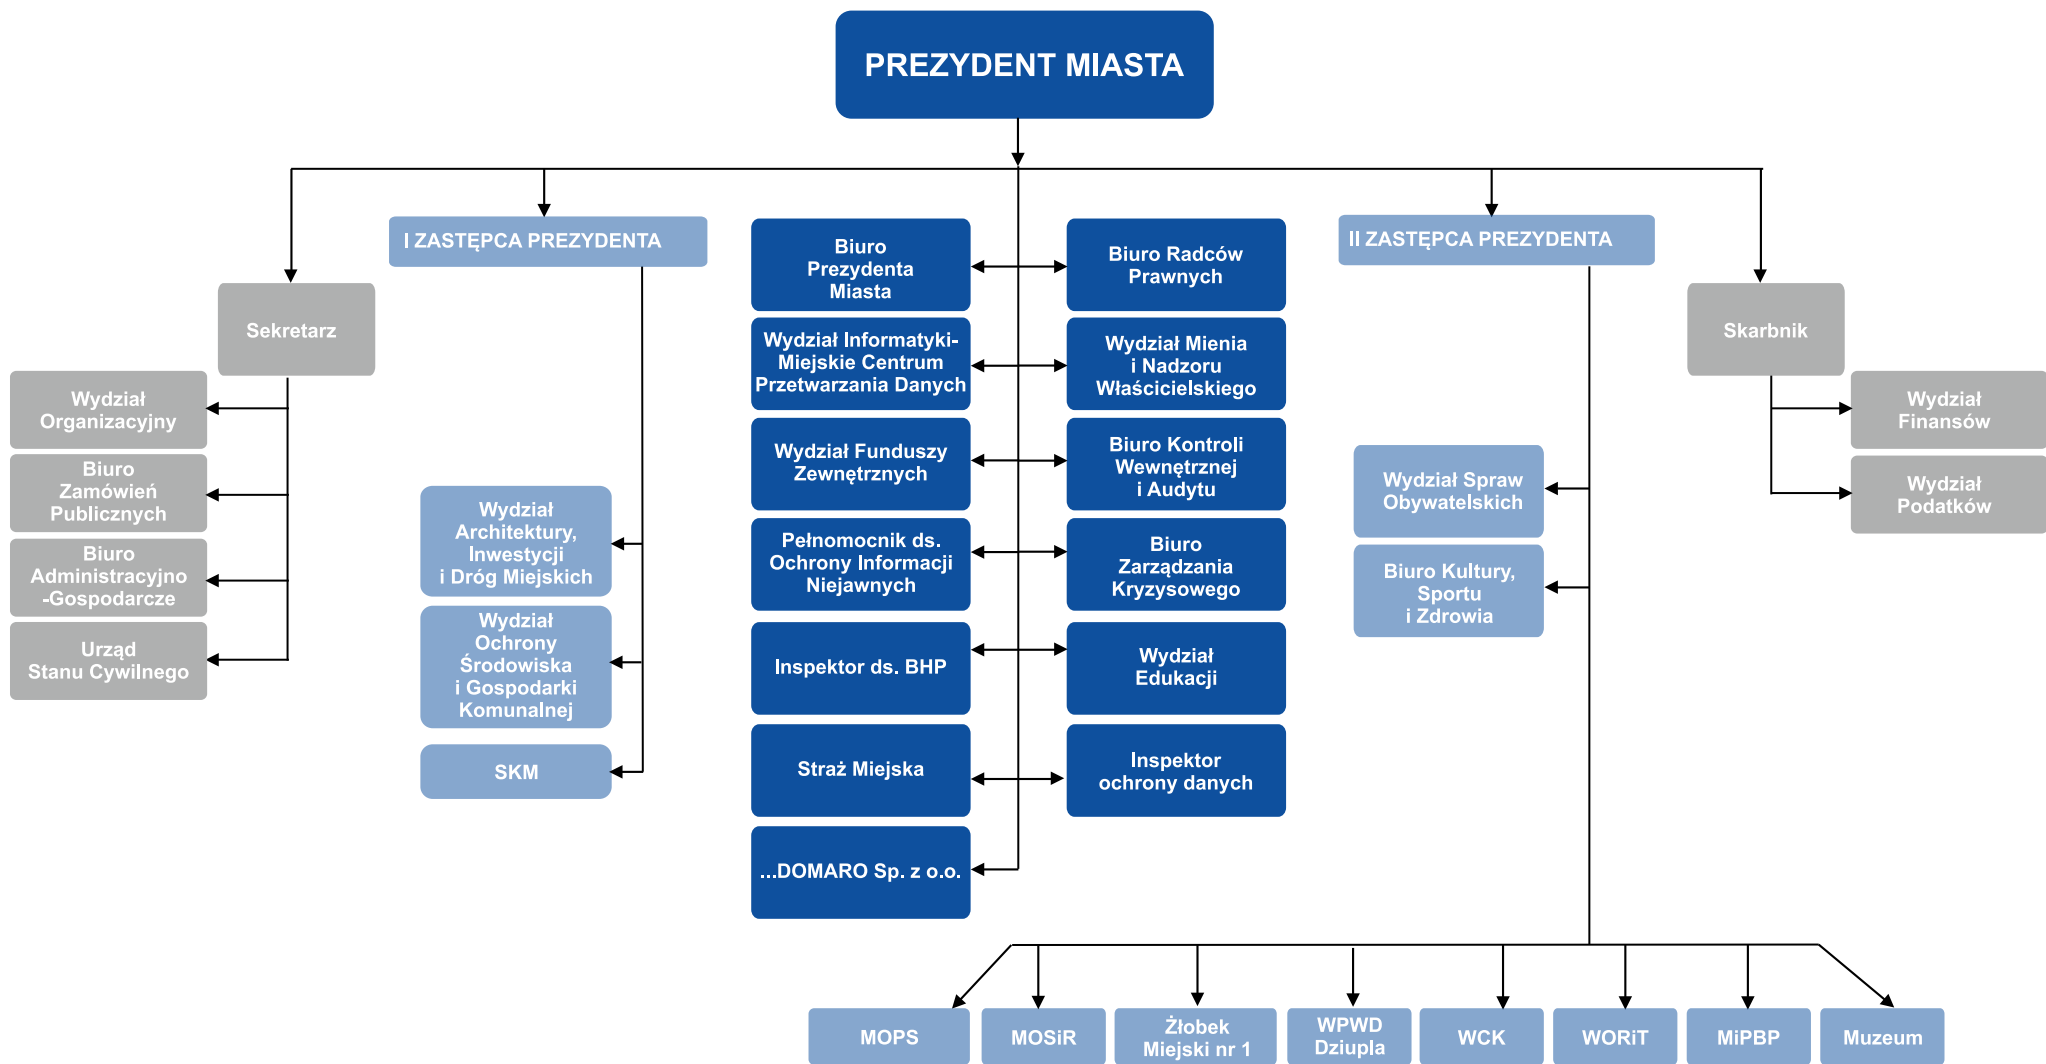 PREZYDENT MIASTA
I ZASTĘPCA PREZYDENTA
II ZASTĘPCA PREZYDENTA
Sekretarz
Skarbnik
Wydział
Organizacyjny
Biuro
Zamówień
Publicznych
Biuro
Administracyjno
-Gospodarcze
Urząd
Stanu Cywilnego
Wydział
Architektury,
Inwestycji
i Dróg Miejskich
Wydział
Ochrony
Środowiska
i Gospodarki
Komunalnej
SKM
Biuro
Prezydenta
Miasta
Biuro Radców
Prawnych
Wydział Informatyki-
Miejskie Centrum
Przetwarzania Danych
Wydział Mienia
i Nadzoru
Właścicielskiego
Wydział Funduszy
Zewnętrznych
Biuro Kontroli
Wewnętrznej
i Audytu
Pełnomocnik ds.
Ochrony Informacji
Niejawnych
Biuro
Zarządzania
Kryzysowego
Inspektor ds. BHP
Wydział
Edukacji
Straż Miejska
Inspektor
ochrony danych
...DOMARO Sp. z o.o.
Wydział Spraw
Obywatelskich
Biuro Kultury,
Sportu
i Zdrowia
Wydział
Finansów
Wydział
Podatków
MOPS
MOSiR
Żłobek
Miejski nr 1
WPWD
Dziupla
WCK
WORiT
MiPBP
Muzeum